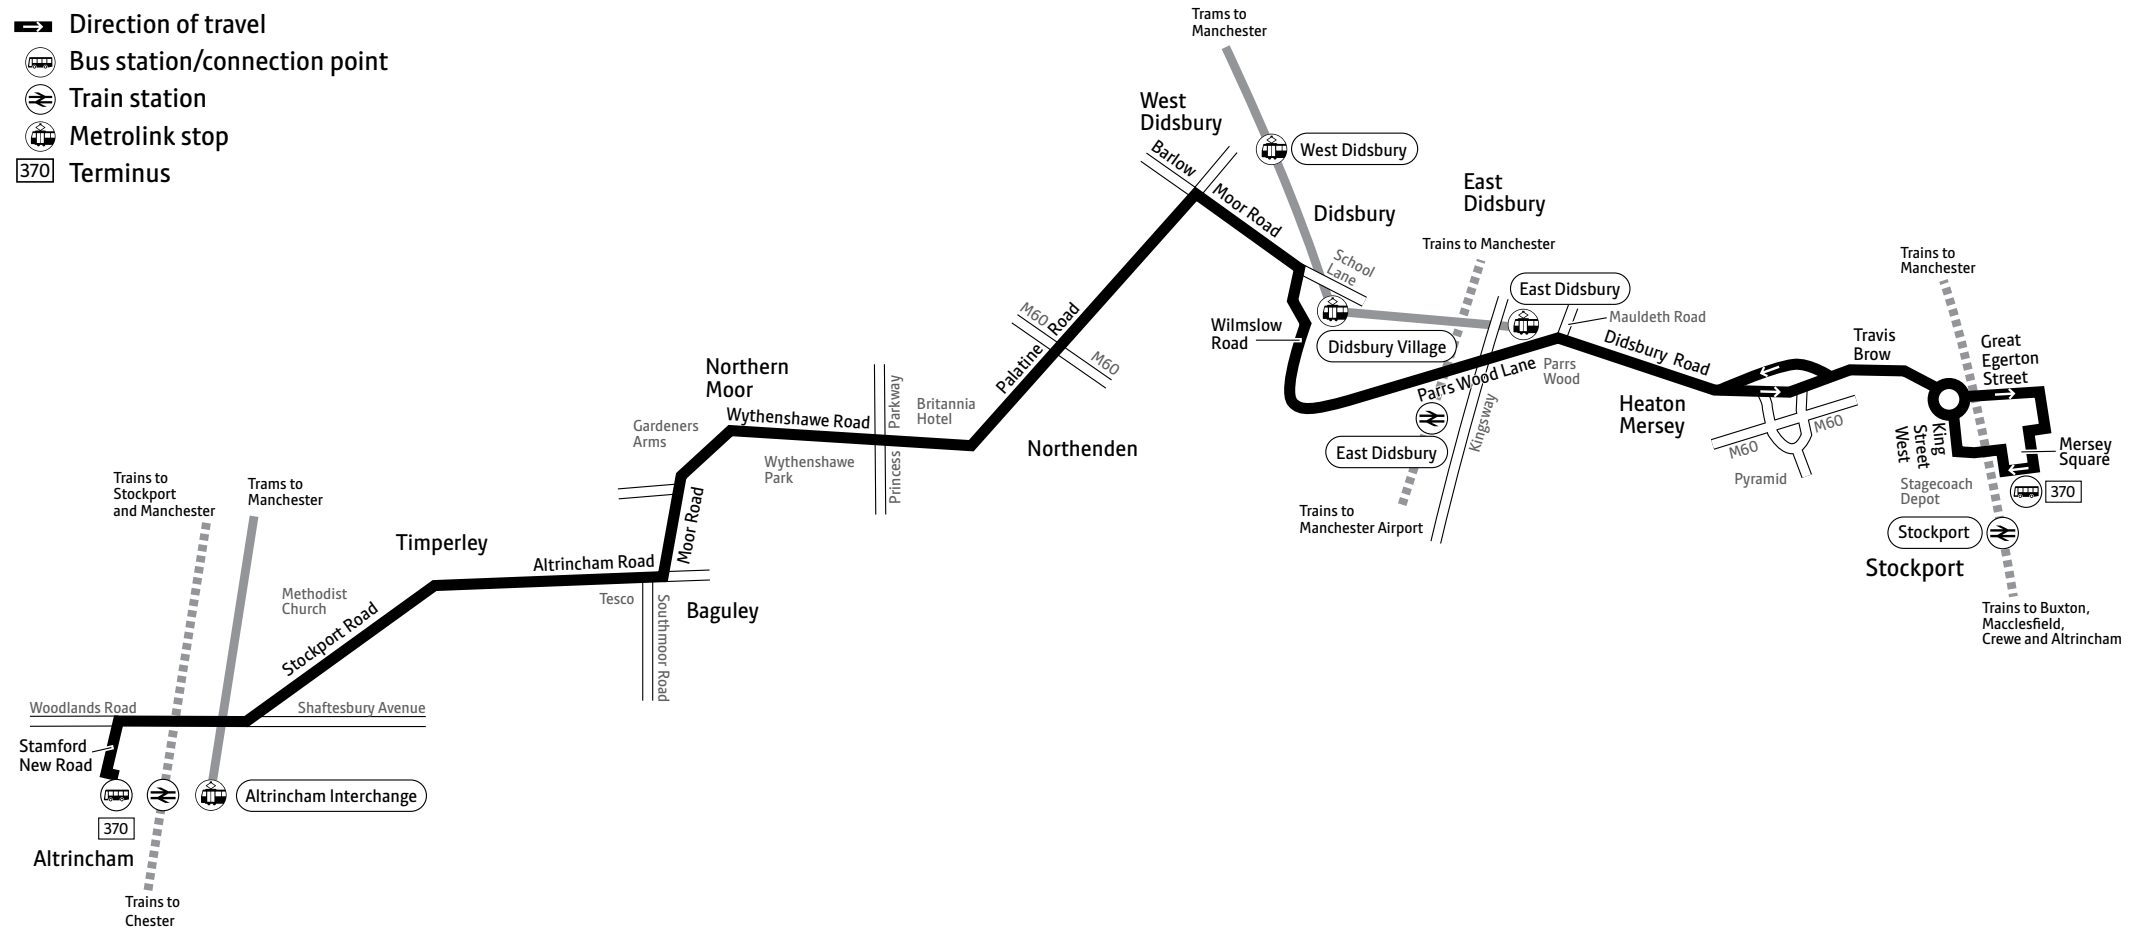 Direction of travel
Bus station/connection point
Train station
Metrolink stop
370 Terminus
Trams to
Manchester
West
Didsbury
Barlow Moor Road
West Didsbury
Didsbury
School
Lane
East
Didsbury
Trains to Manchester
East Didsbury
Mauldeth Road
Wilmslow
Road
Didsbury Village
Parrs Wood Lane
Parrs
Wood
Didsbury Road
Kingsway
East Didsbury
Trains to
Manchester Airport
Heaton
Mersey
M60
M60
Pyramid
Travis
Brow
Trains to
Manchester
Great
Egerton
Street
King
Street
West
Mersey
Square
370
Stagecoach
Depot
Stockport
Stockport
Trains to Buxton,
Macclesfield,
Crewe and Altrincham
M60
M60
Palatine Road
Northenden
Northern
Moor
Wythenshawe Road
Princess Parkway
Britannia
Hotel
Gardeners
Arms
Wythenshawe
Park
Moor Road
Timperley
Altrincham Road
Tesco
Southmoor Road
Baguley
Trains to
Stockport
and Manchester
Trams to
Manchester
Methodist
Church
Stockport Road
Woodlands Road
Shaftesbury Avenue
Stamford
New Road
Altrincham Interchange
370
Altrincham
Trains to
Chester